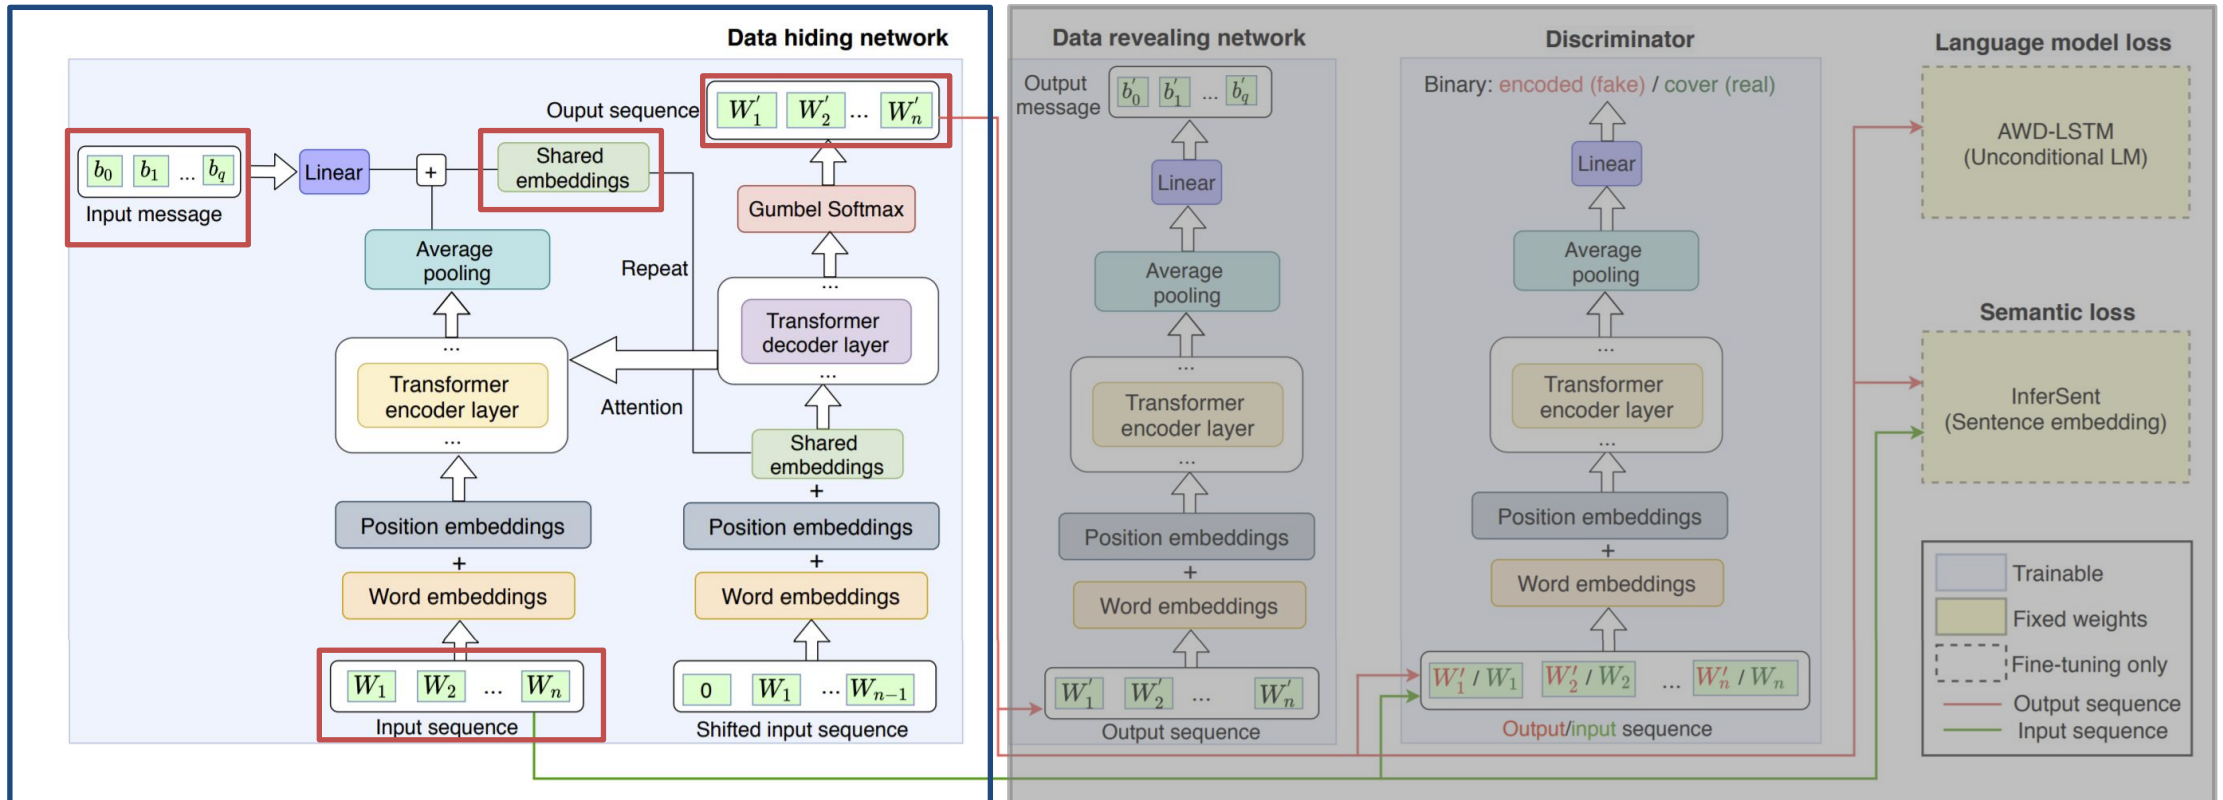 Data hiding network
Ouput sequence
W'1 W'2 ... W'n
b0 b1 ... bq
Input message
Linear
+
Shared
embeddings
Gumbel Softmax
Average
pooling
Repeat
...
Transformer
decoder layer
...
...
Transformer
encoder layer
...
Attention
Shared
embeddings
+
Position embeddings
Position embeddings
+
+
Word embeddings
Word embeddings
W1 W2 ... Wn
Input sequence
0 W1 ... Wn−1
Shifted input sequence
Data revealing network
Output
message
b'0 b'1 ... b'q
Linear
Average
pooling
...
Transformer
encoder layer
...
Position embeddings
+
Word embeddings
W'1 W'2 ... W'n
Output sequence
Discriminator
Binary: encoded (fake) / cover (real)
Linear
Average
pooling
...
Transformer
encoder layer
...
Position embeddings
+
Word embeddings
W'1 / W1 W'2 / W2 ... W'n / Wn
Output/input sequence
Language model loss
AWD-LSTM
(Unconditional LM)
Semantic loss
InferSent
(Sentence embedding)
Trainable
Fixed weights
Fine-tuning only
Output sequence
Input sequence